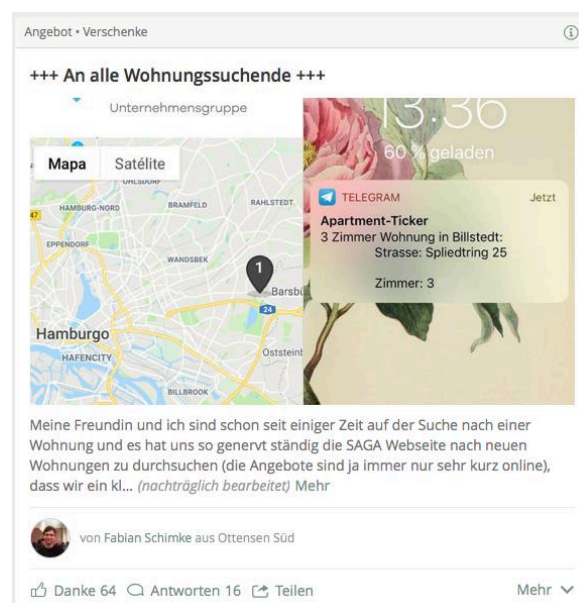 Angebot • Verschenke
+++ An alle Wohnungssuchende +++
Unternehmensgruppe
Mapa Satélite
OHLSDORF
HAMBURG-NORD
BRAMFELD
RAHLSTEDT
47
EPPENDORF
WANDSBEK
1
Barsbü
24
Hamburgo
HAFENCITY
Oststeinb
BILLBROOK
13:36
60 % geladen
TELEGRAM Jetzt
Apartment-Ticker
3 Zimmer Wohnung in Billstedt:
Strasse: Spliedtring 25
Zimmer: 3
Meine Freundin und ich sind schon seit einiger Zeit auf der Suche nach einer
Wohnung und es hat uns so genervt ständig die SAGA Webseite nach neuen
Wohnungen zu durchsuchen (die Angebote sind ja immer nur sehr kurz online),
dass wir ein kl... (nachträglich bearbeitet) Mehr
von Fabian Schimke aus Ottensen Süd
Danke 64 Antworten 16 Teilen Mehr